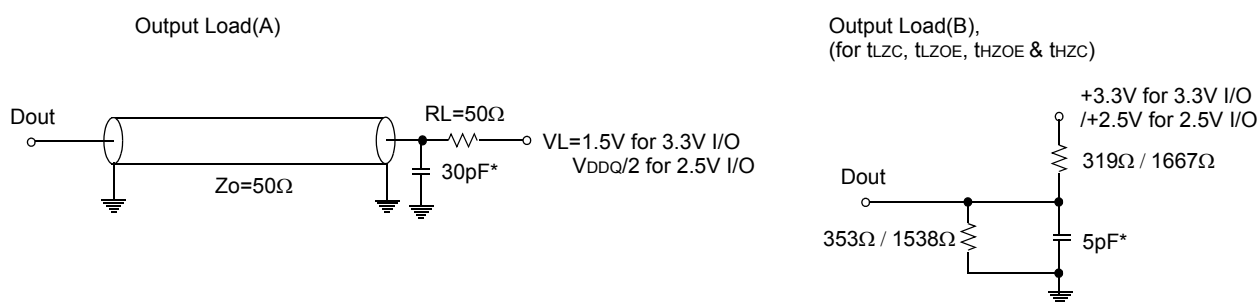 Output Load(A)
Dout
Zo=50Ω
RL=50Ω
30pF*
VL=1.5V for 3.3V I/O
VDDQ/2 for 2.5V I/O
Output Load(B),
(for tLZC, tLZOE, tHZOE & tHZC)
+3.3V for 3.3V I/O
/+2.5V for 2.5V I/O
319Ω / 1667Ω
Dout
353Ω / 1538Ω
5pF*